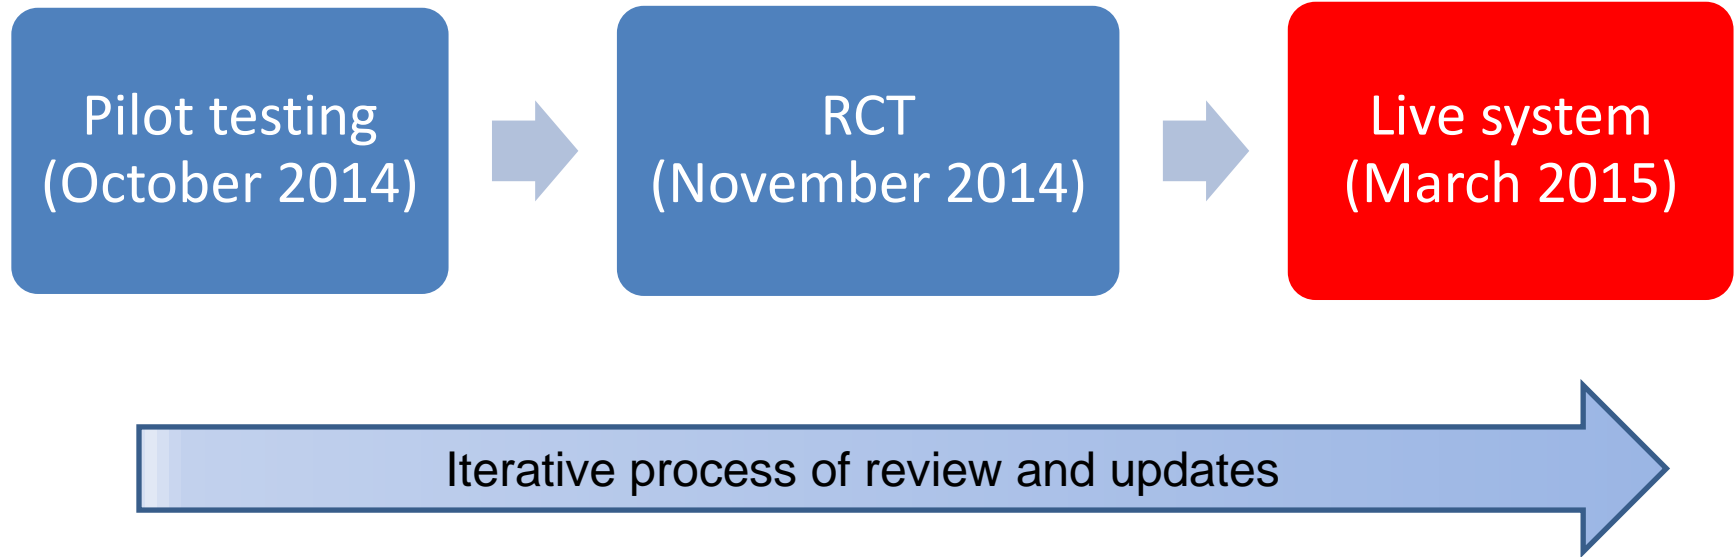 Pilot testing
(October 2014)
RCT
(November 2014)
Live system
(March 2015)
Iterative process of review and updates